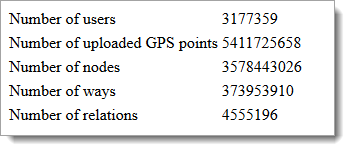 Number of users 3177359
Number of uploaded GPS points 5411725658
Number of nodes 3578443026
Number of ways 373953910
Number of relations 4555196